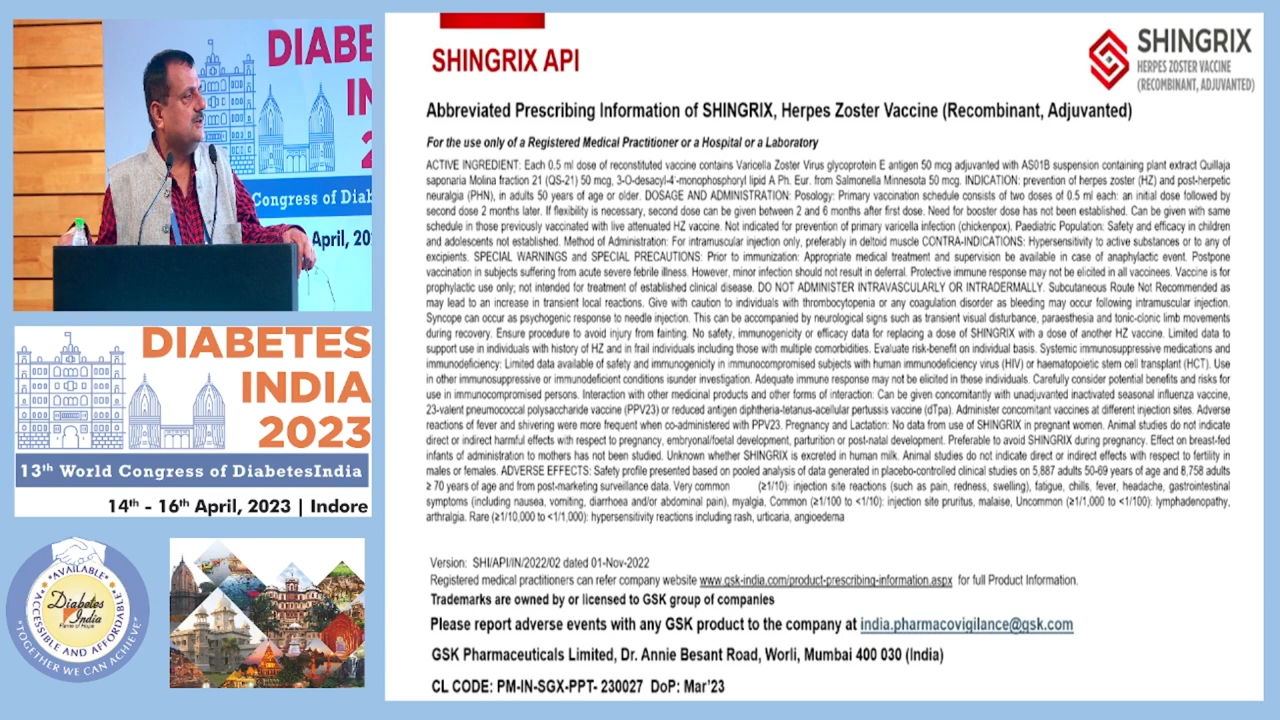 DIABE
IN
2
Congress of Diab
April, 20
DIABETES
INDIA
2023
13th World Congress of DiabetesIndia
14th - 16th April, 2023 | Indore
*AVAILABLE*
*ACCESSIBLE AND AFFORDABLE*
"TOGETHER WE CAN ACHIEVE"
Diabetes
India
SHINGRIX API
SHINGRIX
HERPES ZOSTER VACCINE
(RECOMBINANT, ADJUVANTED)
Abbreviated Prescribing Information of SHINGRIX, Herpes Zoster Vaccine (Recombinant, Adjuvanted)
For the use only of a Registered Medical Practitioner or a Hospital or a Laboratory
ACTIVE INGREDIENT: Each 0.5 ml dose of reconstituted vaccine contains Varicella Zoster Virus glycoprotein E antigen 50 mcg adjuvanted with AS01B suspension containing plant extract Quillaja
saponaria Molina fraction 21 (QS-21) 50 mcg, 3-O-desacyl-4'-monophosphoryl lipid A Ph. Eur. from Salmonella Minnesota 50 mcg. INDICATION: prevention of herpes zoster (HZ) and post-herpetic
neuralgia (PHN), in adults 50 years of age or older. DOSAGE AND ADMINISTRATION: Posology: Primary vaccination schedule consists of two doses of 0.5 ml each: an initial dose followed by
second dose 2 months later. If flexibility is necessary, second dose can be given between 2 and 6 months after first dose. Need for booster dose has not been established. Can be given with same
schedule in those previously vaccinated with live attenuated HZ vaccine. Not indicated for prevention of primary varicella infection (chickenpox). Paediatric Population: Safety and efficacy in children
and adolescents not established. Method of Administration: For intramuscular injection only, preferably in deltoid muscle CONTRA-INDICATIONS: Hypersensitivity to active substances or to any of
excipients. SPECIAL WARNINGS and SPECIAL PRECAUTIONS: Prior to immunization: Appropriate medical treatment and supervision be available in case of anaphylactic event. Postpone
vaccination in subjects suffering from acute severe febrile illness. However, minor infection should not result in deferral. Protective immune response may not be elicited in all vaccinees. Vaccine is for
prophylactic use only; not intended for treatment of established clinical disease. DO NOT ADMINISTER INTRAVASCULARLY OR INTRADERMALLY. Subcutaneous Route Not Recommended as
may lead to an increase in transient local reactions. Give with caution to individuals with thrombocytopenia or any coagulation disorder as bleeding may occur following intramuscular injection.
Syncope can occur as psychogenic response to needle injection. This can be accompanied by neurological signs such as transient visual disturbance, paraesthesia and tonic-clonic limb movements
during recovery. Ensure procedure to avoid injury from fainting. No safety, immunogenicity or efficacy data for replacing a dose of SHINGRIX with a dose of another HZ vaccine. Limited data to
support use in individuals with history of HZ and in frail individuals including those with multiple comorbidities. Evaluate risk-benefit on individual basis. Systemic immunosuppressive medications and
immunodeficiency: Limited data available of safety and immunogenicity in immunocompromised subjects with human immunodeficiency virus (HIV) or haematopoietic stem cell transplant (HCT). Use
in other immunosuppressive or immunodeficient conditions isunder investigation. Adequate immune response may not be elicited in these individuals. Carefully consider potential benefits and risks for
use in immunocompromised persons. Interaction with other medicinal products and other forms of interaction: Can be given concomitantly with unadjuvanted inactivated seasonal influenza vaccine,
23-valent pneumococcal polysaccharide vaccine (PPV23) or reduced antigen diphtheria-tetanus-acellular pertussis vaccine (dTpa). Administer concomitant vaccines at different injection sites. Adverse
reactions of fever and shivering were more frequent when co-administered with PPV23. Pregnancy and Lactation: No data from use of SHINGRIX in pregnant women. Animal studies do not indicate
direct or indirect harmful effects with respect to pregnancy, embryonal/foetal development, parturition or post-natal development. Preferable to avoid SHINGRIX during pregnancy. Effect on breast-fed
infants of administration to mothers has not been studied. Unknown whether SHINGRIX is excreted in human milk. Animal studies do not indicate direct or indirect effects with respect to fertility in
males or females. ADVERSE EFFECTS: Safety profile presented based on pooled analysis of data generated in placebo-controlled clinical studies on 5,887 adults 50-69 years of age and 8,758 adults
≥ 70 years of age and from post-marketing surveillance data. Very common (≥1/10): injection site reactions (such as pain, redness, swelling), fatigue, chills, fever, headache, gastrointestinal
symptoms (including nausea, vomiting, diarrhoea and/or abdominal pain), myalgia, Common (≥1/100 to <1/10): injection site pruritus, malaise, Uncommon (≥1/1,000 to <1/100): lymphadenopathy,
arthralgia. Rare (≥1/10,000 to <1/1,000): hypersensitivity reactions including rash, urticaria, angioedema
Version: SHI/API/IN/2022/02 dated 01-Nov-2022
Registered medical practitioners can refer company website www.gsk-india.com/product-prescribing-information.aspx for full Product Information.
Trademarks are owned by or licensed to GSK group of companies
Please report adverse events with any GSK product to the company at india.pharmacovigilance@gsk.com
GSK Pharmaceuticals Limited, Dr. Annie Besant Road, Worli, Mumbai 400 030 (India)
CL CODE: PM-IN-SGX-PPT- 230027 DoP: Mar'23